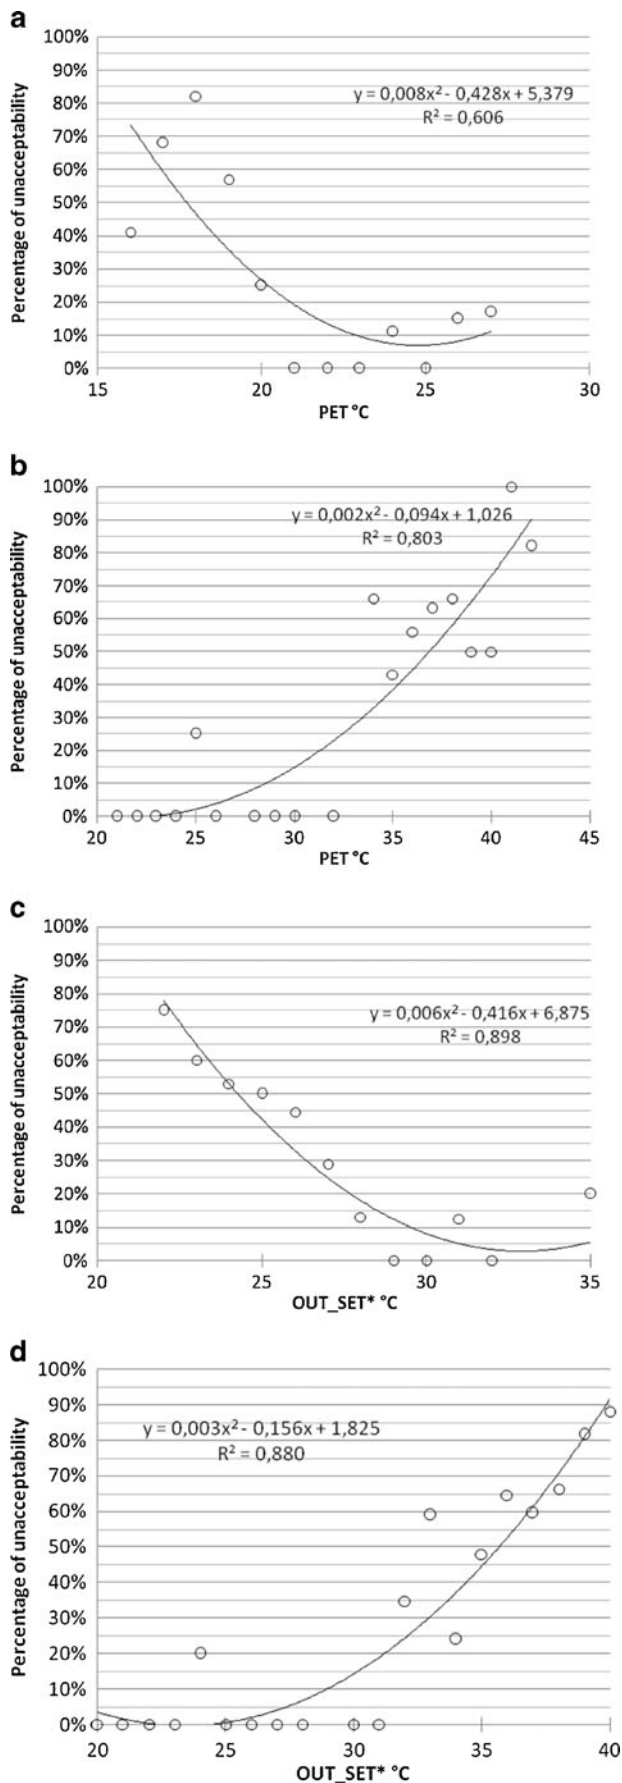 a
100%
90%
80%
70%
60%
50%
40%
30%
20%
10%
0%
Percentage of unacceptability
y = 0,008x² - 0,428x + 5,379
R² = 0,606
15 20 25 30
PET °C
b
100%
90%
80%
70%
60%
50%
40%
30%
20%
10%
0%
Percentage of unacceptability
y = 0,002x² - 0,094x + 1,026
R² = 0,803
20 25 30 35 40 45
PET °C
c
100%
90%
80%
70%
60%
50%
40%
30%
20%
10%
0%
Percentage of unacceptability
y = 0,006x² - 0,416x + 6,875
R² = 0,898
20 25 30 35
OUT_SET* °C
d
100%
90%
80%
70%
60%
50%
40%
30%
20%
10%
0%
Percentage of unacceptability
y = 0,003x² - 0,156x + 1,825
R² = 0,880
20 25 30 35 40
OUT_SET* °C